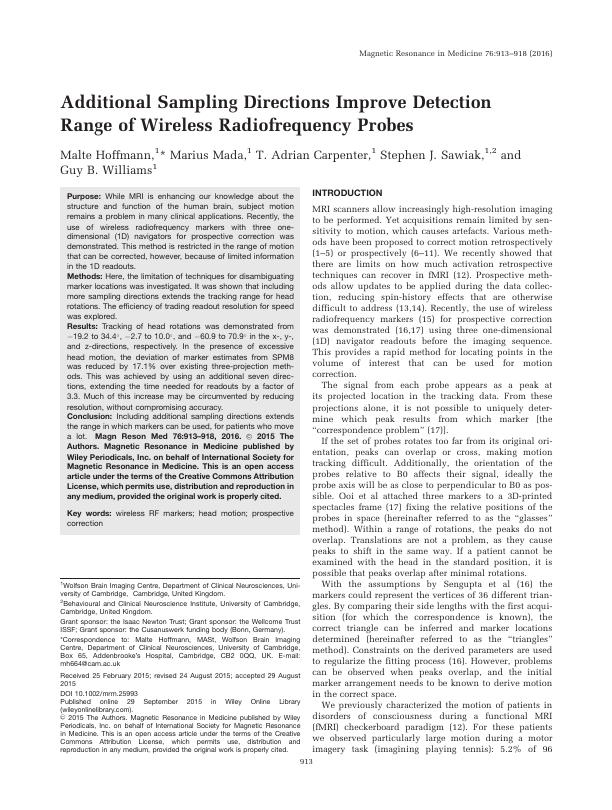 Magnetic Resonance in Medicine 76:913–918 (2016)
Additional Sampling Directions Improve Detection
Range of Wireless Radiofrequency Probes
Malte Hoffmann,1* Marius Mada,1 T. Adrian Carpenter,1 Stephen J. Sawiak,1,2 and
Guy B. Williams1
Purpose: While MRI is enhancing our knowledge about the
structure and function of the human brain, subject motion
remains a problem in many clinical applications. Recently, the
use of wireless radiofrequency markers with three one-
dimensional (1D) navigators for prospective correction was
demonstrated. This method is restricted in the range of motion
that can be corrected, however, because of limited information
in the 1D readouts.
Methods: Here, the limitation of techniques for disambiguating
marker locations was investigated. It was shown that including
more sampling directions extends the tracking range for head
rotations. The efficiency of trading readout resolution for speed
was explored.
Results: Tracking of head rotations was demonstrated from
−19.2 to 34.4°, −2.7 to 10.0°, and −60.9 to 70.9° in the x-, y-,
and z-directions, respectively. In the presence of excessive
head motion, the deviation of marker estimates from SPM8
was reduced by 17.1% over existing three-projection meth-
ods. This was achieved by using an additional seven direc-
tions, extending the time needed for readouts by a factor of
3.3. Much of this increase may be circumvented by reducing
resolution, without compromising accuracy.
Conclusion: Including additional sampling directions extends
the range in which markers can be used, for patients who move
a lot. Magn Reson Med 76:913–918, 2016. © 2015 The
Authors. Magnetic Resonance in Medicine published by
Wiley Periodicals, Inc. on behalf of International Society for
Magnetic Resonance in Medicine. This is an open access
article under the terms of the Creative Commons Attribution
License, which permits use, distribution and reproduction in
any medium, provided the original work is properly cited.
Key words: wireless RF markers; head motion; prospective
correction
1Wolfson Brain Imaging Centre, Department of Clinical Neurosciences, Uni-
versity of Cambridge, Cambridge, United Kingdom.
2Behavioural and Clinical Neuroscience Institute, University of Cambridge,
Cambridge, United Kingdom.
Grant sponsor: the Isaac Newton Trust; Grant sponsor: the Wellcome Trust
ISSF; Grant sponsor: the Cusanuswerk funding body (Bonn, Germany).
*Correspondence to: Malte Hoffmann, MASt, Wolfson Brain Imaging
Centre, Department of Clinical Neurosciences, University of Cambridge,
Box 65, Addenbrooke's Hospital, Cambridge, CB2 0QQ, UK. E-mail:
mh664@cam.ac.uk
Received 25 February 2015; revised 24 August 2015; accepted 29 August
2015
DOI 10.1002/mrm.25993
Published online 29 September 2015 in Wiley Online Library
(wileyonlinelibrary.com).
© 2015 The Authors. Magnetic Resonance in Medicine published by Wiley
Periodicals, Inc. on behalf of International Society for Magnetic Resonance
in Medicine. This is an open access article under the terms of the Creative
Commons Attribution License, which permits use, distribution and
reproduction in any medium, provided the original work is properly cited.
INTRODUCTION
MRI scanners allow increasingly high-resolution imaging
to be performed. Yet acquisitions remain limited by sen-
sitivity to motion, which causes artefacts. Various meth-
ods have been proposed to correct motion retrospectively
(1–5) or prospectively (6–11). We recently showed that
there are limits on how much activation retrospective
techniques can recover in fMRI (12). Prospective meth-
ods allow updates to be applied during the data collec-
tion, reducing spin-history effects that are otherwise
difficult to address (13,14). Recently, the use of wireless
radiofrequency markers (15) for prospective correction
was demonstrated (16,17) using three one-dimensional
(1D) navigator readouts before the imaging sequence.
This provides a rapid method for locating points in the
volume of interest that can be used for motion
correction.
The signal from each probe appears as a peak at
its projected location in the tracking data. From these
projections alone, it is not possible to uniquely deter-
mine which peak results from which marker [the
“correspondence problem” (17)].
If the set of probes rotates too far from its original ori-
entation, peaks can overlap or cross, making motion
tracking difficult. Additionally, the orientation of the
probes relative to B0 affects their signal, ideally the
probe axis will be as close to perpendicular to B0 as pos-
sible. Ooi et al attached three markers to a 3D-printed
spectacles frame (17) fixing the relative positions of the
probes in space (hereinafter referred to as the “glasses”
method). Within a range of rotations, the peaks do not
overlap. Translations are not a problem, as they cause
peaks to shift in the same way. If a patient cannot be
examined with the head in the standard position, it is
possible that peaks overlap after minimal rotations.
With the assumptions by Sengupta et al (16) the
markers could represent the vertices of 36 different trian-
gles. By comparing their side lengths with the first acqui-
sition (for which the correspondence is known), the
correct triangle can be inferred and marker locations
determined (hereinafter referred to as the “triangles”
method). Constraints on the derived parameters are used
to regularize the fitting process (16). However, problems
can be observed when peaks overlap, and the initial
marker arrangement needs to be known to derive motion
in the correct space.
We previously characterized the motion of patients in
disorders of consciousness during a functional MRI
(fMRI) checkerboard paradigm (12). For these patients
we observed particularly large motion during a motor
imagery task (imagining playing tennis): 5.2% of 96
913